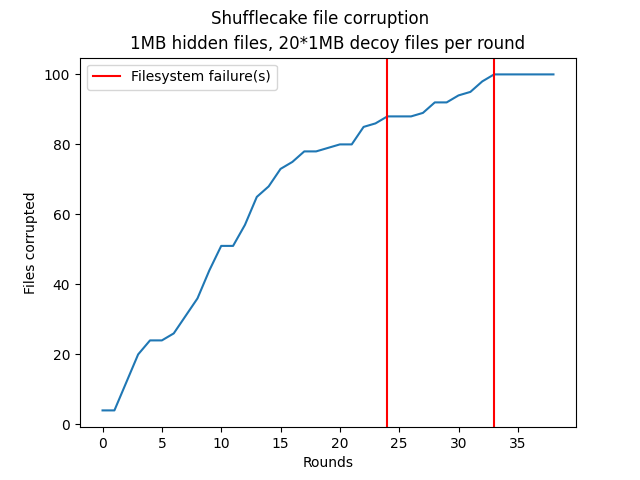 Shufflecake file corruption
1MB hidden files, 20*1MB decoy files per round
Filesystem failure(s)
100
80
60
40
20
0
Files corrupted
0 5 10 15 20 25 30 35
Rounds